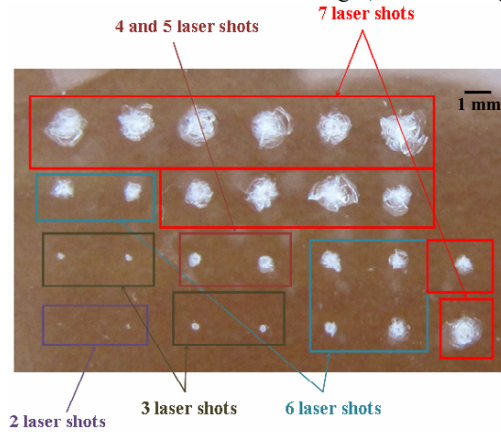 7 laser shots
4 and 5 laser shots
1 mm
3 laser shots
6 laser shots
2 laser shots